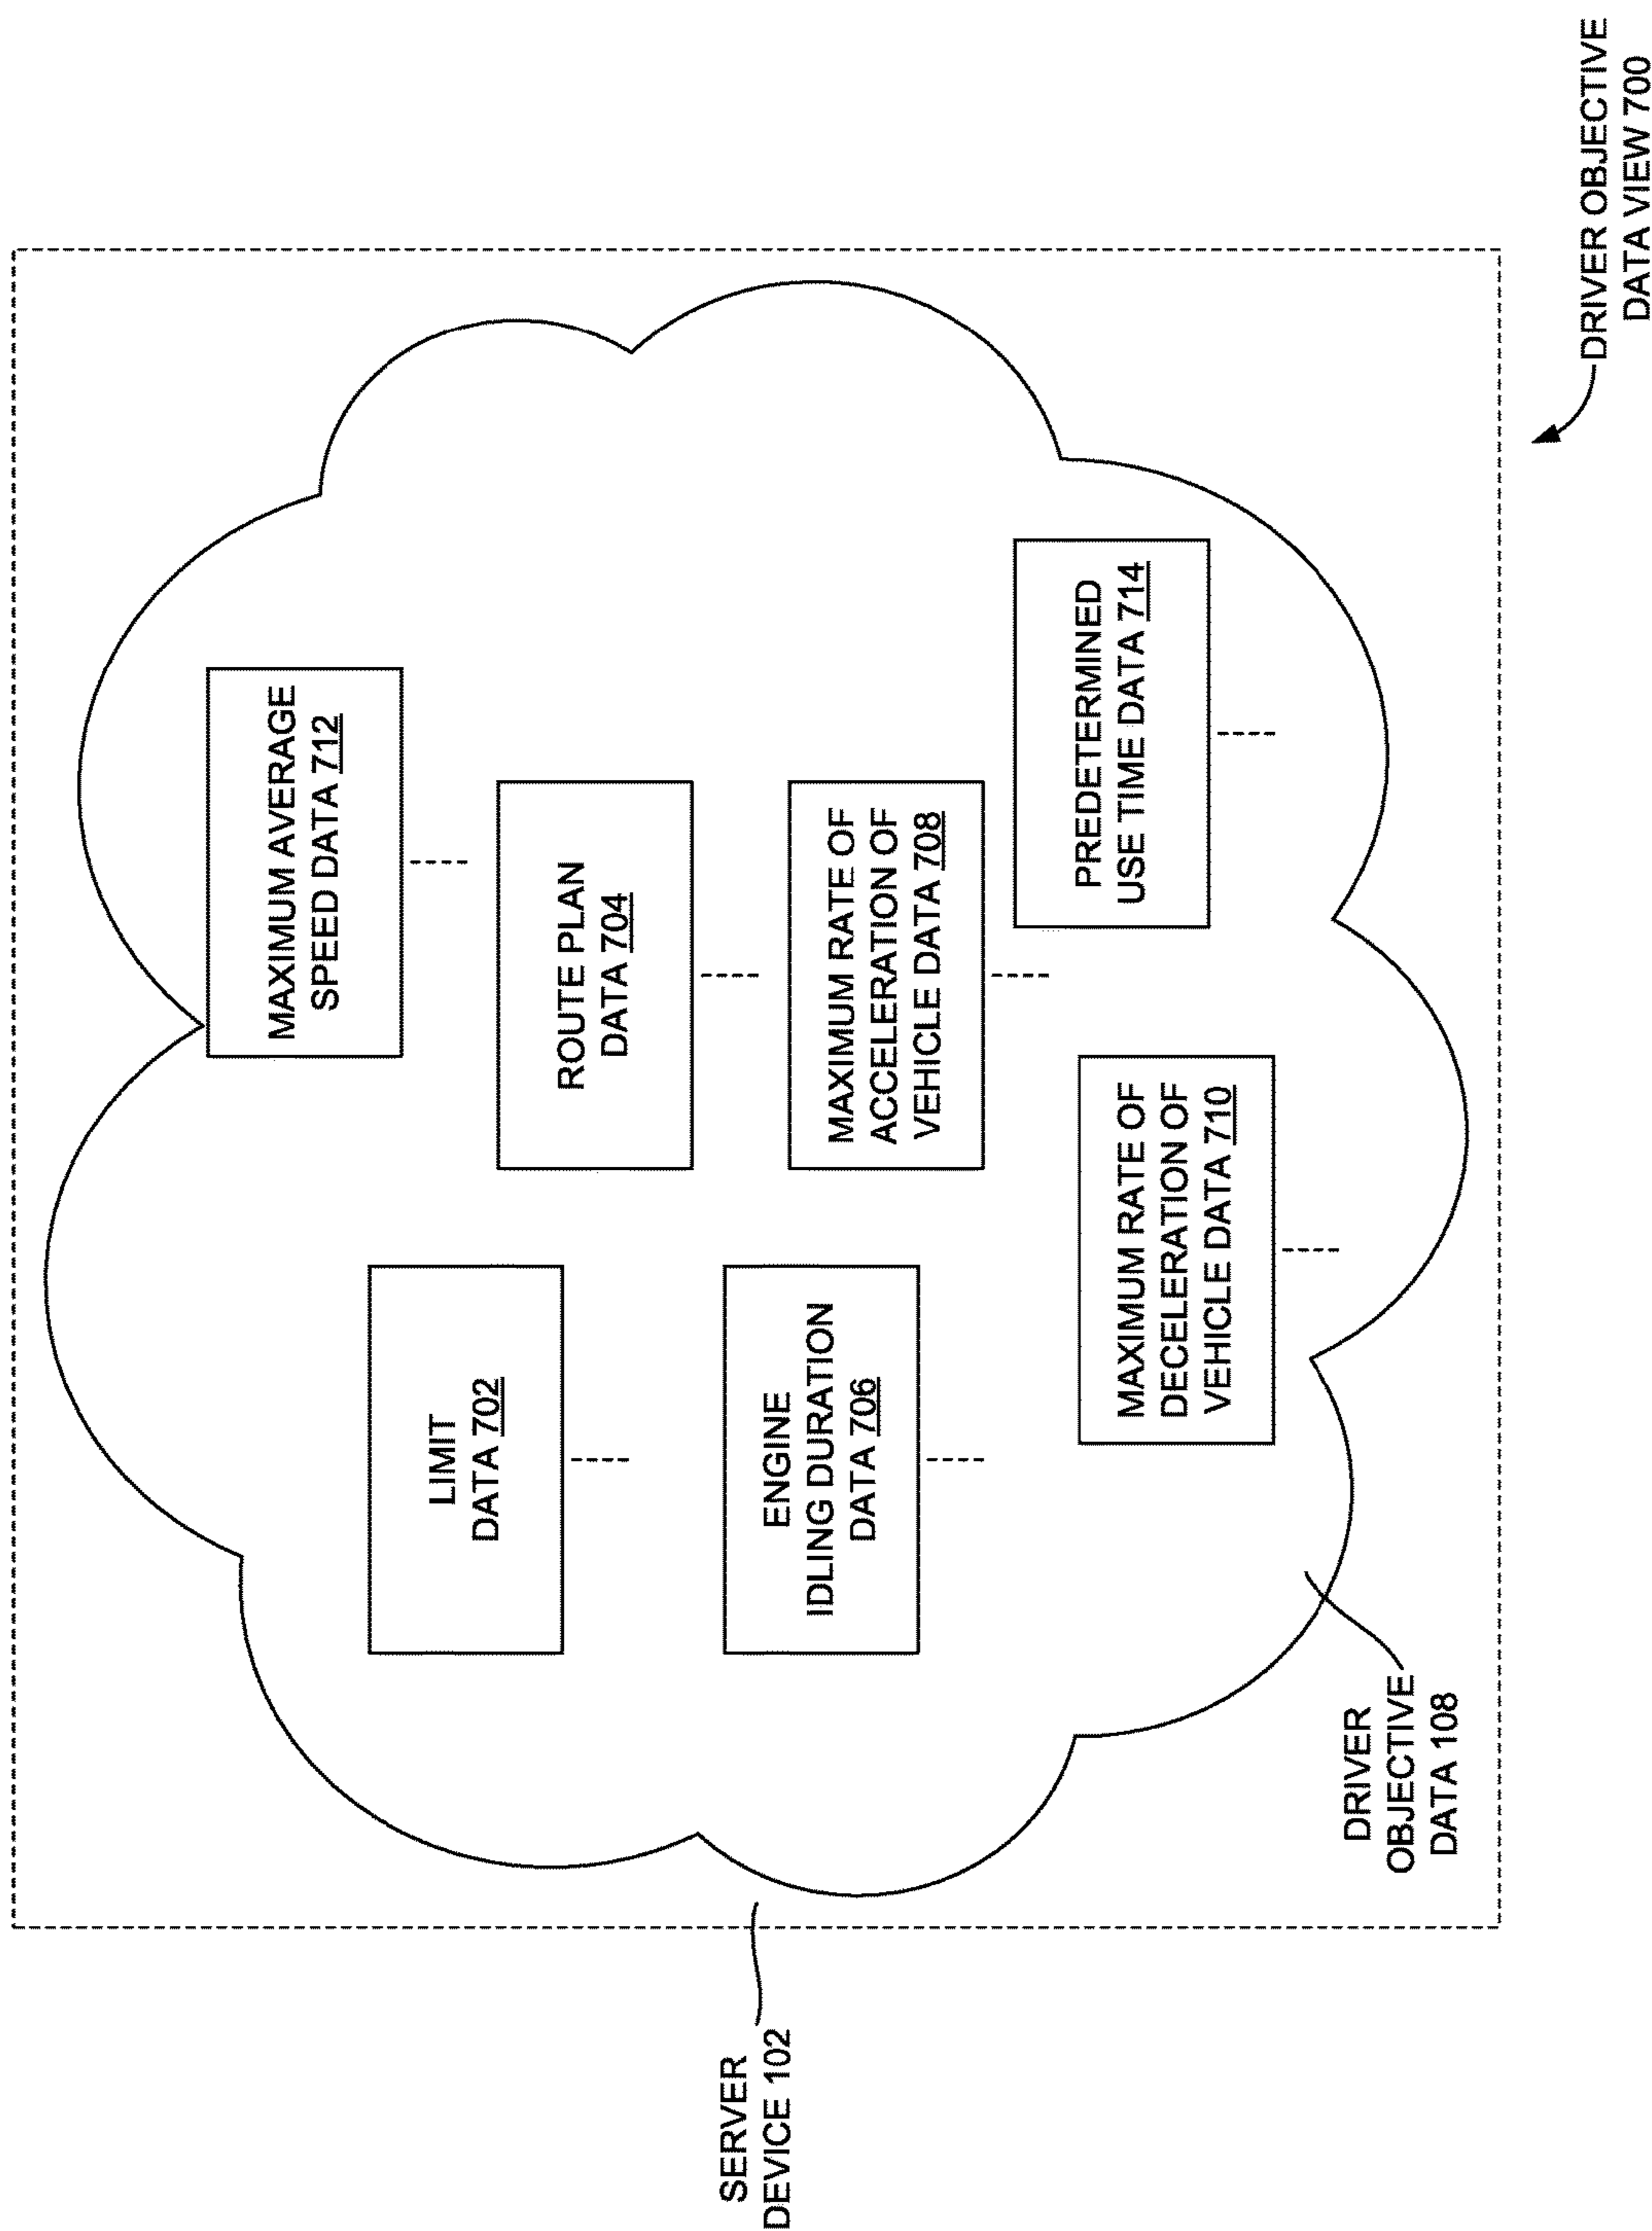 SERVER
DEVICE 102
LIMIT
DATA 702
MAXIMUM AVERAGE
SPEED DATA 712
ROUTE PLAN
DATA 704
ENGINE
IDLING DURATION
DATA 706
MAXIMUM RATE OF
ACCELERATION OF
VEHICLE DATA 708
MAXIMUM RATE OF
DECELERATION OF
VEHICLE DATA 710
PREDETERMINED
USE TIME DATA 714
DRIVER
OBJECTIVE
DATA 108
DRIVER OBJECTIVE
DATA VIEW 700